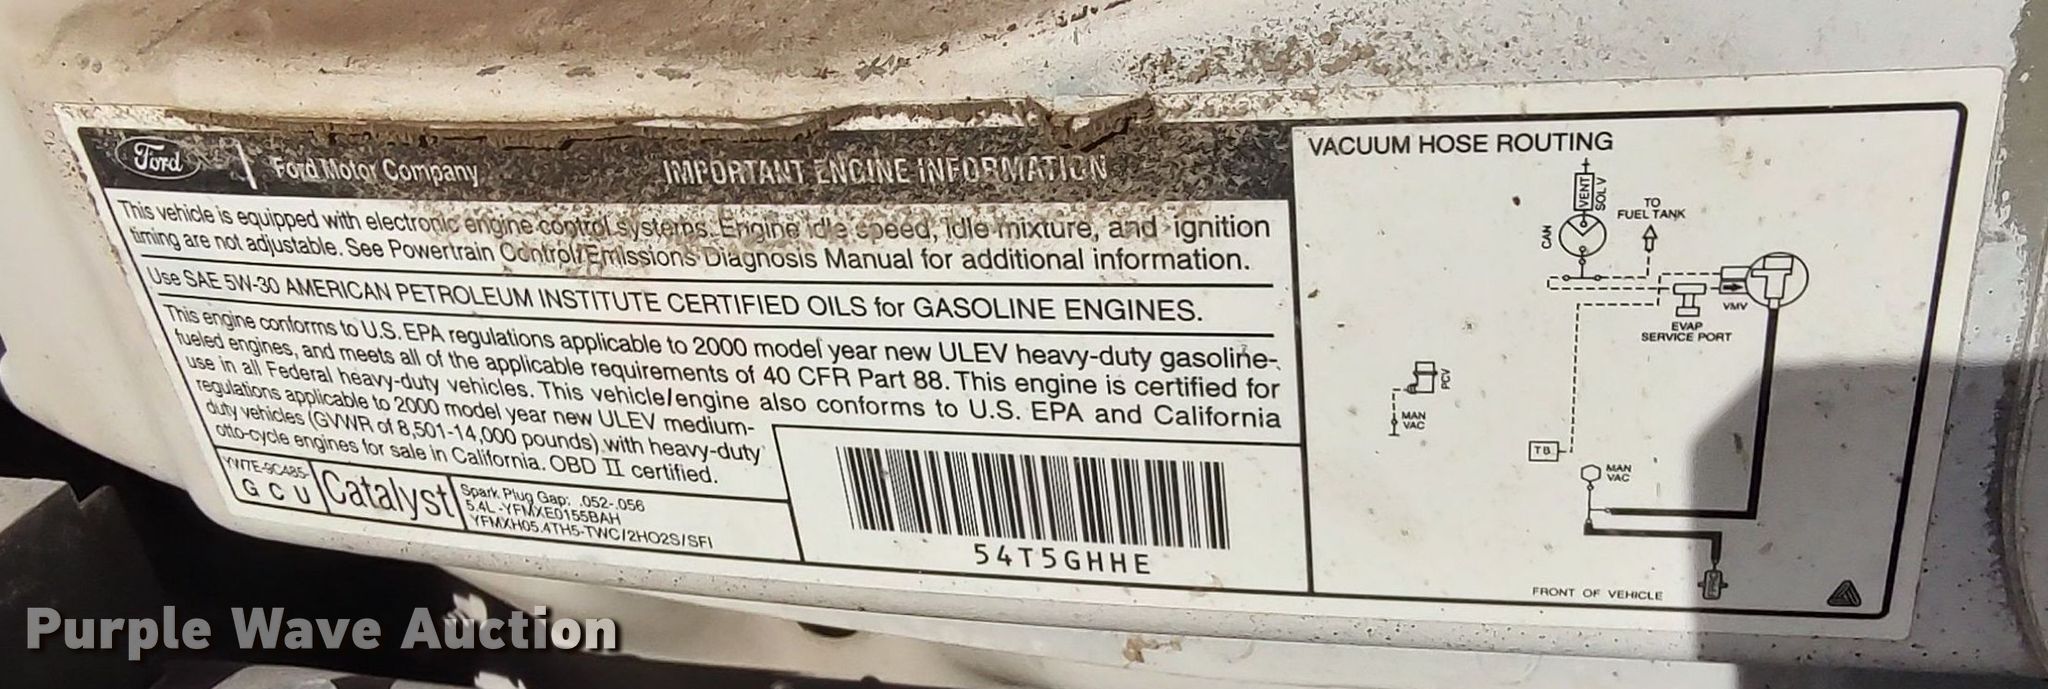 Ford
Ford Motor Company
IMPORTANT ENGINE INFORMATION
This vehicle is equipped with electronic engine control systems. Engine idle speed, idle mixture, and ignition
timing are not adjustable. See Powertrain Control/Emissions Diagnosis Manual for additional information.
Use SAE 5W-30 AMERICAN PETROLEUM INSTITUTE CERTIFIED OILS for GASOLINE ENGINES.
This engine conforms to U.S. EPA regulations applicable to 2000 model year new ULEV heavy-duty gasoline-
fueled engines, and meets all of the applicable requirements of 40 CFR Part 88. This engine is certified for
use in all Federal heavy-duty vehicles. This vehicle/engine also conforms to U.S. EPA and California
regulations applicable to 2000 model year new ULEV medium-
duty vehicles (GVWR of 8,501-14,000 pounds) with heavy-duty
otto-cycle engines for sale in California. OBD II certified.
YW7E-9C485-
G C U
Catalyst
Spark Plug Gap: .052-.056
5.4L -YFMXE0155BAH
YFMXH05.4TH5-TWC/2HO2S/SFI
54T5GHHE
VACUUM HOSE ROUTING
VENT
SOLV
CAN
TO
FUEL TANK
VMV
EVAP
SERVICE PORT
PCV
MAN
VAC
TB
MAN
VAC
FRONT OF VEHICLE
Purple Wave Auction